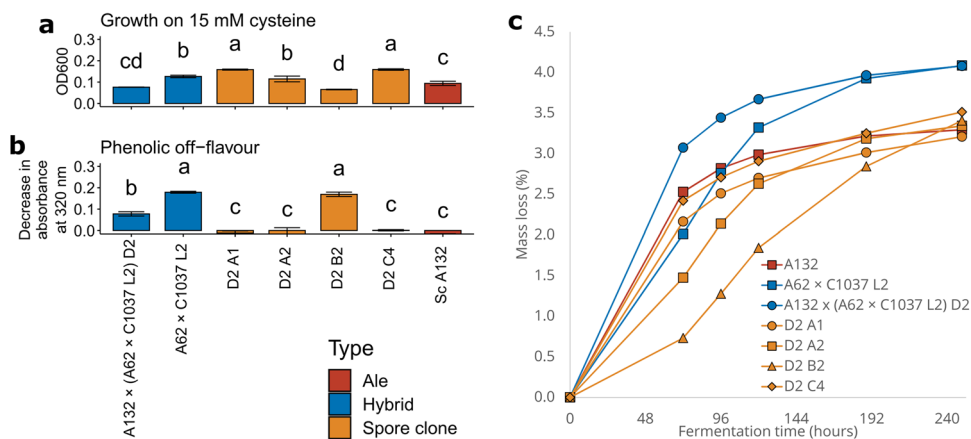 a
Growth on 15 mM cysteine
OD600
0.3
0.2
0.1
0.0
cd
b
a
b
d
a
c
b
Phenolic off−flavour
Decrease in
absorbance
at 320 nm
0.3
0.2
0.1
0.0
b
a
c
c
a
c
c
A132 × (A62 × C1037 L2) D2
A62 × C1037 L2
D2 A1
D2 A2
D2 B2
D2 C4
Sc A132
Type
Ale
Hybrid
Spore clone
c
Mass loss (%)
4.5
4.0
3.5
3.0
2.5
2.0
1.5
1.0
0.5
0.0
A132
A62 × C1037 L2
A132 x (A62 × C1037 L2) D2
D2 A1
D2 A2
D2 B2
D2 C4
0 48 96 144 192 240
Fermentation time (hours)